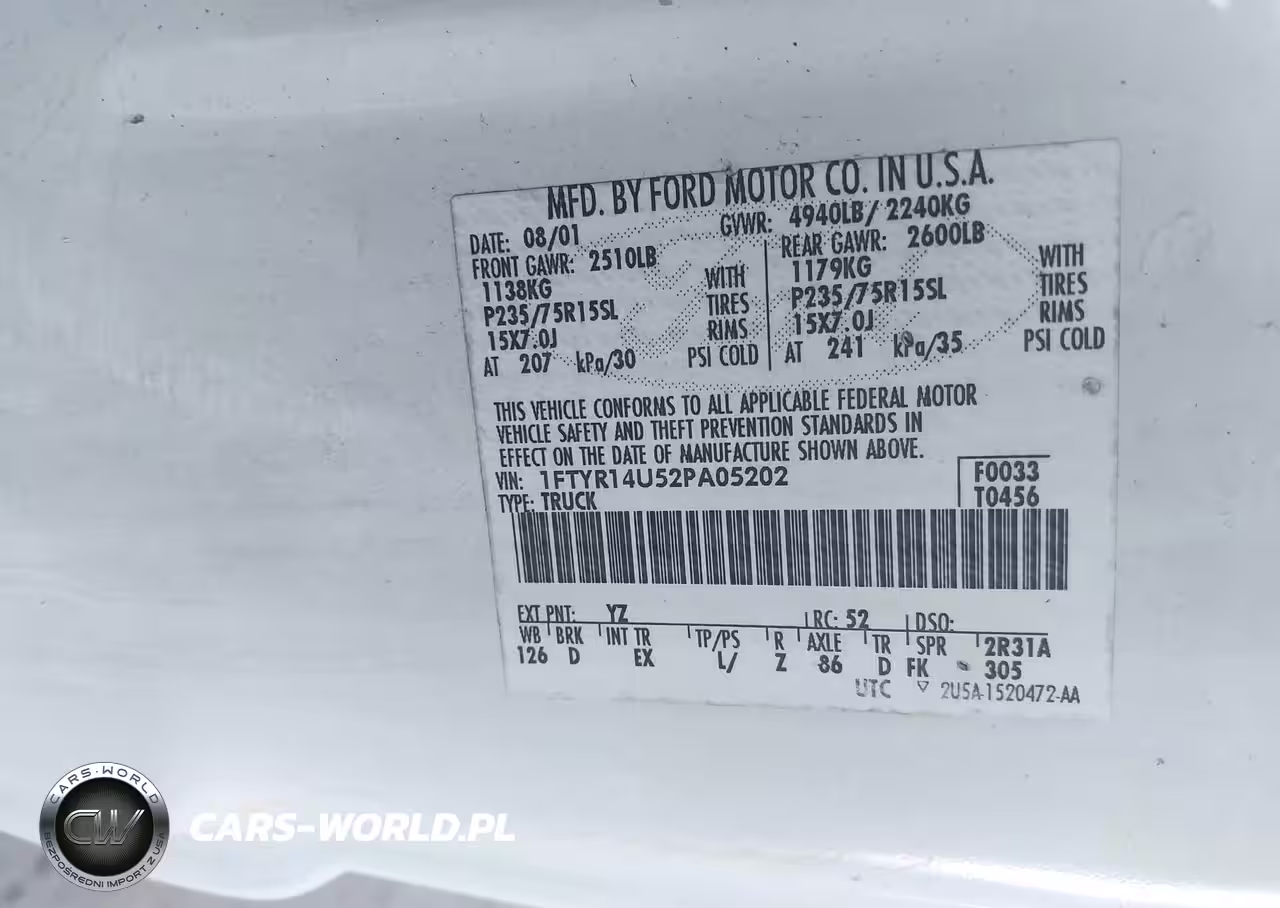 MFD. BY FORD MOTOR CO. IN U.S.A.
DATE: 08/01 GVWR: 4940LB/ 2240KG
FRONT GAWR: 2510LB REAR GAWR: 2600LB
1138KG WITH 1179KG WITH
P235/75R15SL TIRES P235/75R15SL TIRES
15X7.0J RIMS 15X7.0J RIMS
AT 207 kPa/30 PSI COLD AT 241 kPa/35 PSI COLD
THIS VEHICLE CONFORMS TO ALL APPLICABLE FEDERAL MOTOR
VEHICLE SAFETY AND THEFT PREVENTION STANDARDS IN
EFFECT ON THE DATE OF MANUFACTURE SHOWN ABOVE.
VIN: 1FTYR14U52PA05202 F0033
TYPE: TRUCK T0456
EXT PNT: YZ RC: 52 DSO:
WB BRK INT TR TP/PS R AXLE TR SPR 2R31A
126 D EX L/ Z 86 D FK 305
UTC ▽ 2U5A-1520472-AA
CARS-WORLD
CW
BEZPOŚREDNI IMPORT Z USA
CARS-WORLD.PL